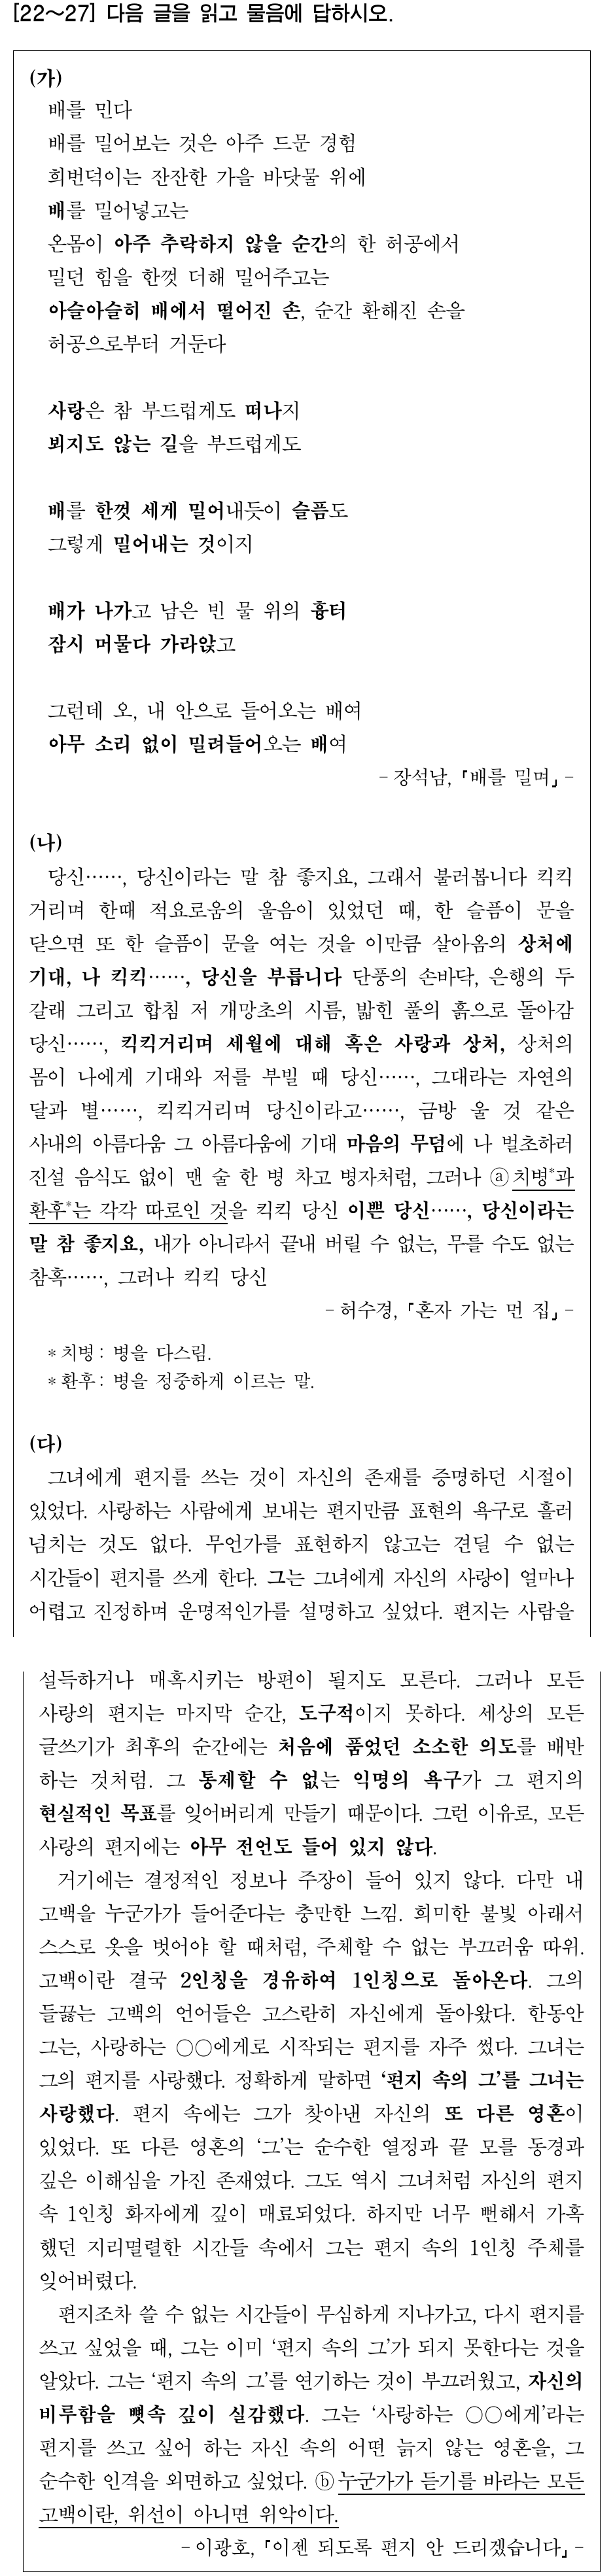 [22~27] 다음 글을 읽고 물음에 답하시오.
(가)
배를 민다
배를 밀어보는 것은 아주 드문 경험
희번덕이는 잔잔한 가을 바닷물 위에
배를 밀어넣고는
온몸이 아주 추락하지 않을 순간의 한 허공에서
밀던 힘을 한껏 더해 밀어주고는
아슬아슬히 배에서 떨어진 손, 순간 환해진 손을
허공으로부터 거둔다
사랑은 참 부드럽게도 떠나지
뵈지도 않는 길을 부드럽게도
배를 한껏 세게 밀어내듯이 슬픔도
그렇게 밀어내는 것이지
배가 나가고 남은 빈 물 위의 흉터
잠시 머물다 가라앉고
그런데 오, 내 안으로 들어오는 배여
아무 소리 없이 밀려들어오는 배여
- 장석남, 「배를 밀며」 -
(나)
당신……, 당신이라는 말 참 좋지요, 그래서 불러봅니다 킥킥
거리며 한때 적요로움의 울음이 있었던 때, 한 슬픔이 문을
닫으면 또 한 슬픔이 문을 여는 것을 이만큼 살아옴의 상처에
기대, 나 킥킥……, 당신을 부릅니다 단풍의 손바닥, 은행의 두
갈래 그리고 합침 저 개망초의 시름, 밟힌 풀의 흙으로 돌아감
당신……, 킥킥거리며 세월에 대해 혹은 사랑과 상처, 상처의
몸이 나에게 기대와 저를 부빌 때 당신……, 그대라는 자연의
달과 별……, 킥킥거리며 당신이라고……, 금방 울 것 같은
사내의 아름다움 그 아름다움에 기대 마음의 무덤에 나 벌초하러
진설 음식도 없이 맨 술 한 병 차고 병자처럼, 그러나 ⓐ치병*과
환후*는 각각 따로인 것을 킥킥 당신 이쁜 당신……, 당신이라는
말 참 좋지요, 내가 아니라서 끝내 버릴 수 없는, 무를 수도 없는
참혹……, 그러나 킥킥 당신
- 허수경, 「혼자 가는 먼 집」 -
* 치병 : 병을 다스림.
* 환후 : 병을 정중하게 이르는 말.
(다)
그녀에게 편지를 쓰는 것이 자신의 존재를 증명하던 시절이
있었다. 사랑하는 사람에게 보내는 편지만큼 표현의 욕구로 흘러
넘치는 것도 없다. 무언가를 표현하지 않고는 견딜 수 없는
시간들이 편지를 쓰게 한다. 그는 그녀에게 자신의 사랑이 얼마나
어렵고 진정하며 운명적인가를 설명하고 싶었다. 편지는 사람을
설득하거나 매혹시키는 방편이 될지도 모른다. 그러나 모든
사랑의 편지는 마지막 순간, 도구적이지 못하다. 세상의 모든
글쓰기가 최후의 순간에는 처음에 품었던 소소한 의도를 배반
하는 것처럼. 그 통제할 수 없는 익명의 욕구가 그 편지의
현실적인 목표를 잊어버리게 만들기 때문이다. 그런 이유로, 모든
사랑의 편지에는 아무 전언도 들어 있지 않다.
거기에는 결정적인 정보나 주장이 들어 있지 않다. 다만 내
고백을 누군가가 들어준다는 충만한 느낌. 희미한 불빛 아래서
스스로 옷을 벗어야 할 때처럼, 주체할 수 없는 부끄러움 따위.
고백이란 결국 2인칭을 경유하여 1인칭으로 돌아온다. 그의
들끓는 고백의 언어들은 고스란히 자신에게 돌아왔다. 한동안
그는, 사랑하는 ○○에게로 시작되는 편지를 자주 썼다. 그녀는
그의 편지를 사랑했다. 정확하게 말하면 '편지 속의 그'를 그녀는
사랑했다. 편지 속에는 그가 찾아낸 자신의 또 다른 영혼이
있었다. 또 다른 영혼의 '그'는 순수한 열정과 끝 모를 동경과
깊은 이해심을 가진 존재였다. 그도 역시 그녀처럼 자신의 편지
속 1인칭 화자에게 깊이 매료되었다. 하지만 너무 뻔해서 가혹
했던 지리멸렬한 시간들 속에서 그는 편지 속의 1인칭 주체를
잊어버렸다.
편지조차 쓸 수 없는 시간들이 무심하게 지나가고, 다시 편지를
쓰고 싶었을 때, 그는 이미 '편지 속의 그'가 되지 못한다는 것을
알았다. 그는 '편지 속의 그'를 연기하는 것이 부끄러웠고, 자신의
비루함을 뼛속 깊이 실감했다. 그는 '사랑하는 ○○에게'라는
편지를 쓰고 싶어 하는 자신 속의 어떤 늙지 않는 영혼을, 그
순수한 인격을 외면하고 싶었다. ⓑ누군가가 듣기를 바라는 모든
고백이란, 위선이 아니면 위악이다.
- 이광호, 「이젠 되도록 편지 안 드리겠습니다」 -